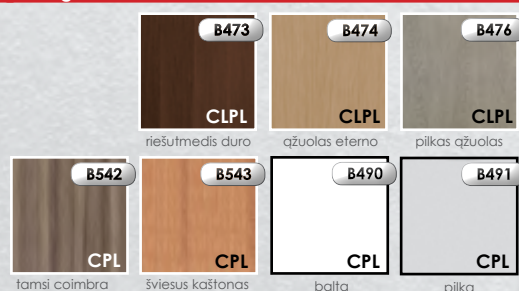 B473 B474 B476
CLPL CLPL CLPL
riešutmedis duro ąžuolas eterno pilkas ąžuolas
B542 B543 B490 B491
CPL CPL CPL CPL
tamsi coimbra šviesus kaštonas balta pilka